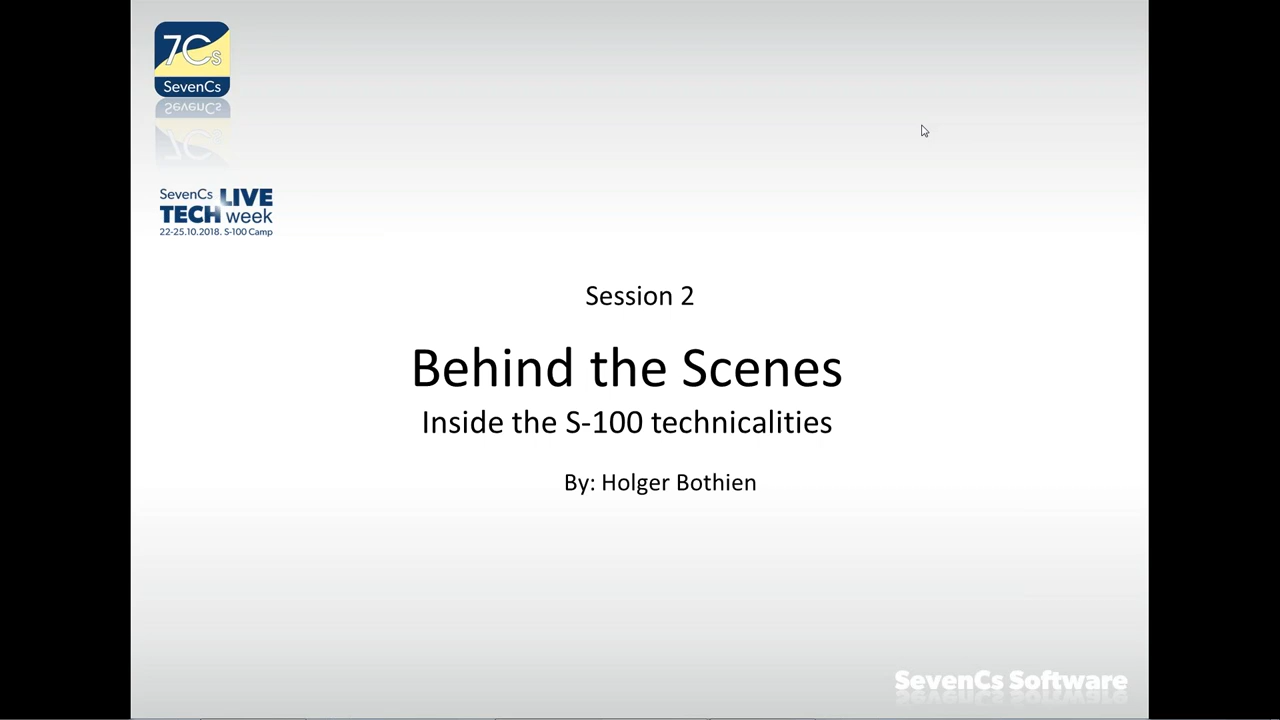 7Cs
SevenCs
SevenCs LIVE
TECH week
22-25.10.2018. S-100 Camp
Session 2
Behind the Scenes
Inside the S-100 technicalities
By: Holger Bothien
SevenCs Software